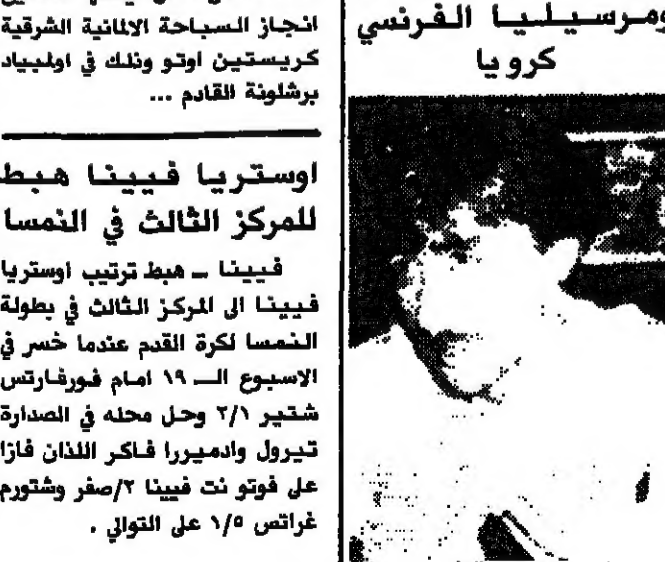 ومرسيليا الفرنسي
كرويا
انجاز السباحة الالمانية الشرقية
كريستين اوتو وذلك في اولمبياد
برشلونة القادم ...
اوستريا فيينا هبط
للمركز الثالث في النمسا
فيينا ــ هبط ترتيب اوستريا
فيينا الى المركز الثالث في بطولة
النمسا لكرة القدم عندما خسر في
الاسبوع الـــ ١٩ امام فورفارتس
شتير ٢/١ وحل محله في الصدارة
تيرول وادميررا فاكر اللذان فازا
على فوتو نت فيينا ٢/صفر وشتورم
غراتس ١/٥ على التوالي .